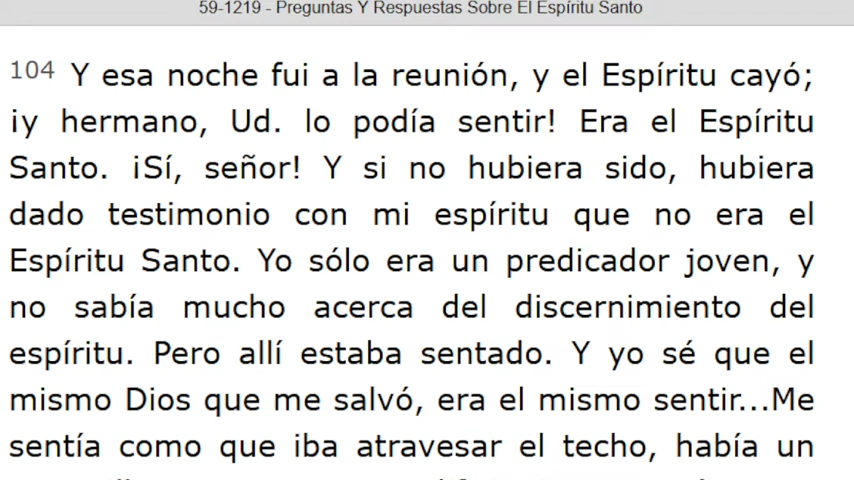 59-1219 - Preguntas Y Respuestas Sobre El Espíritu Santo
104 Y esa noche fui a la reunión, y el Espíritu cayó;
¡y hermano, Ud. lo podía sentir! Era el Espíritu
Santo. ¡Sí, señor! Y si no hubiera sido, hubiera
dado testimonio con mi espíritu que no era el
Espíritu Santo. Yo sólo era un predicador joven, y
no sabía mucho acerca del discernimiento del
espíritu. Pero allí estaba sentado. Y yo sé que el
mismo Dios que me salvó, era el mismo sentir...Me
sentía como que iba atravesar el techo, había un